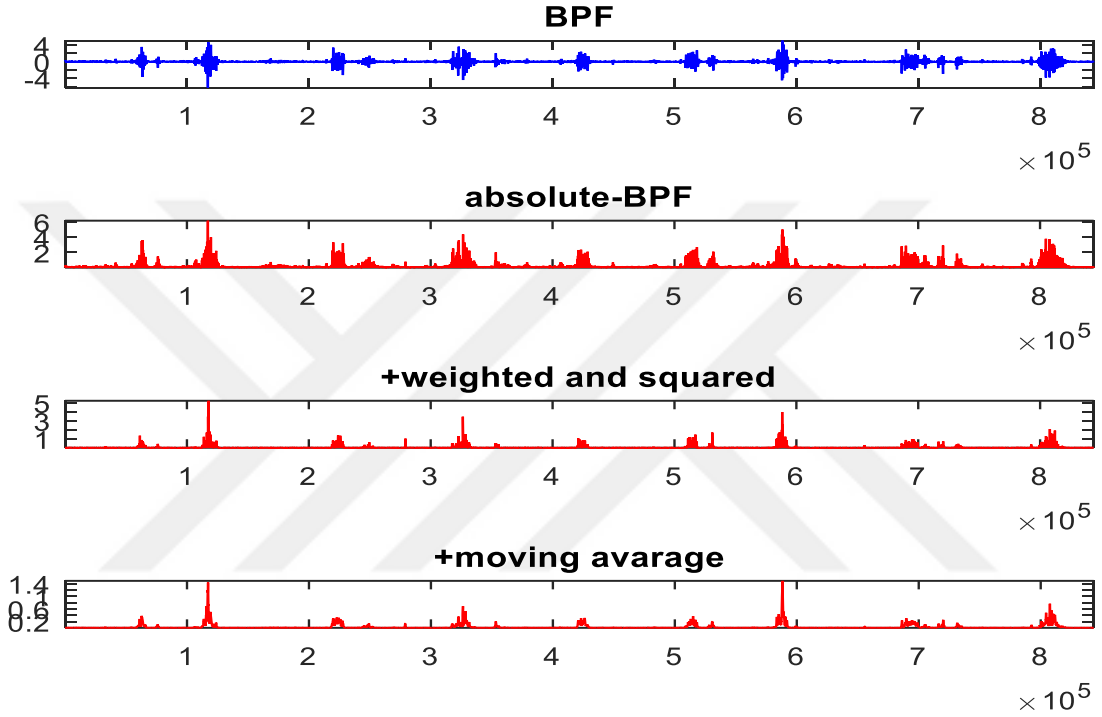 BPF
4
0
-4
1 2 3 4 5 6 7 8
× 10^5
absolute-BPF
6
4
2
1 2 3 4 5 6 7 8
× 10^5
+weighted and squared
5
3
1
1 2 3 4 5 6 7 8
× 10^5
+moving avarage
1.4
1
0.6
0.2
1 2 3 4 5 6 7 8
× 10^5